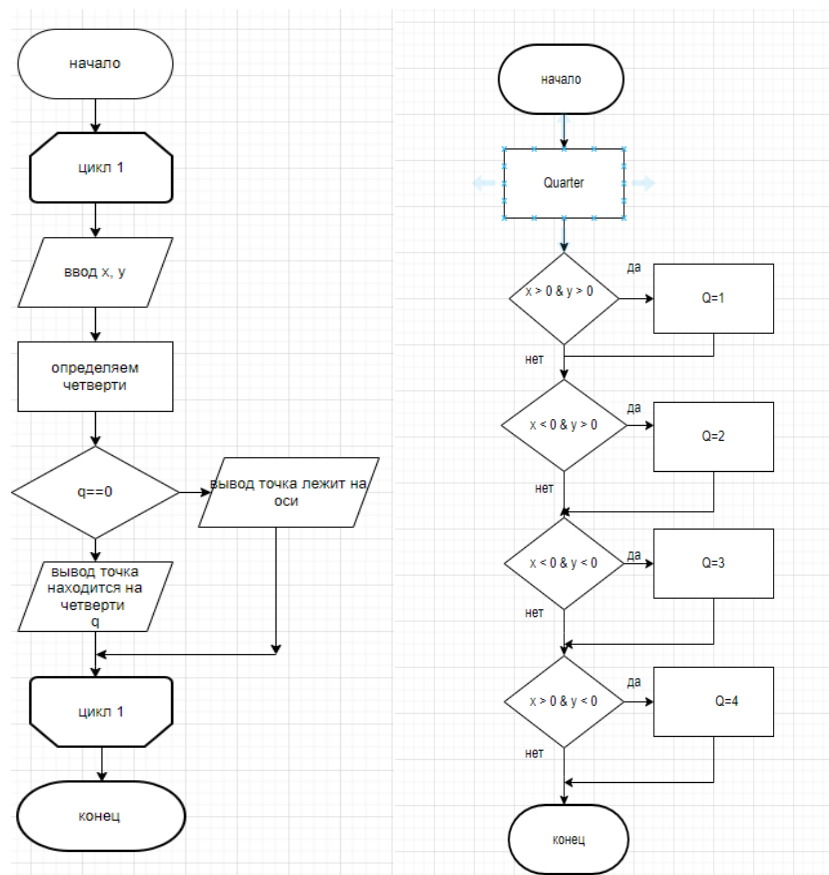 начало
цикл 1
ввод x, y
определяем
четверти
q==0
вывод точка лежит на
оси
вывод точка
находится на
четверти
q
цикл 1
конец
начало
Quarter
x > 0 & y > 0
да
Q=1
нет
x < 0 & y > 0
да
Q=2
нет
x < 0 & y < 0
да
Q=3
нет
x > 0 & y < 0
да
Q=4
нет
конец